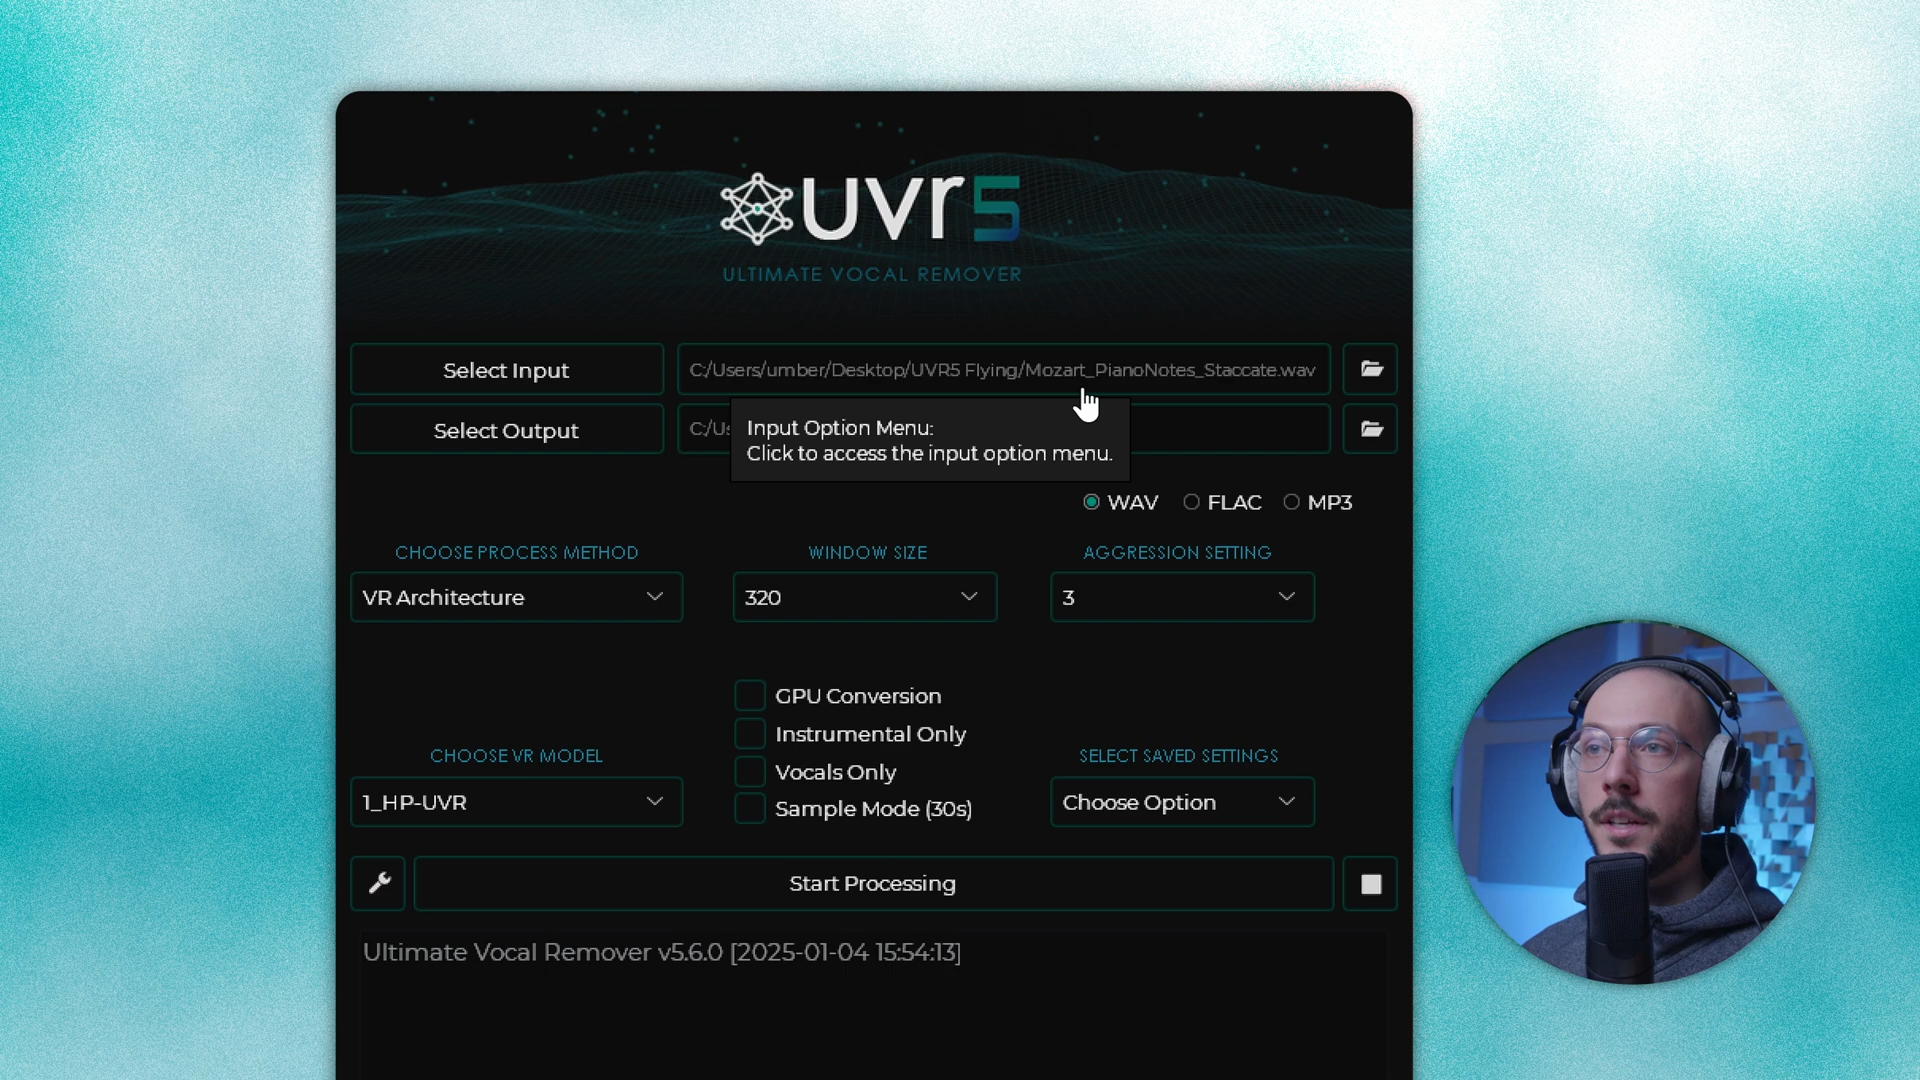 uvr5
ULTIMATE VOCAL REMOVER
Select Input
C:/Users/umber/Desktop/UVR5 Flying/Mozart_PianoNotes_Staccate.wav
Select Output
C:/Us
Input Option Menu:
Click to access the input option menu.
WAV FLAC MP3
CHOOSE PROCESS METHOD WINDOW SIZE AGGRESSION SETTING
VR Architecture 320 3
GPU Conversion
Instrumental Only
CHOOSE VR MODEL Vocals Only SELECT SAVED SETTINGS
1_HP-UVR Sample Mode (30s) Choose Option
Start Processing
Ultimate Vocal Remover v5.6.0 [2025-01-04 15:54:13]